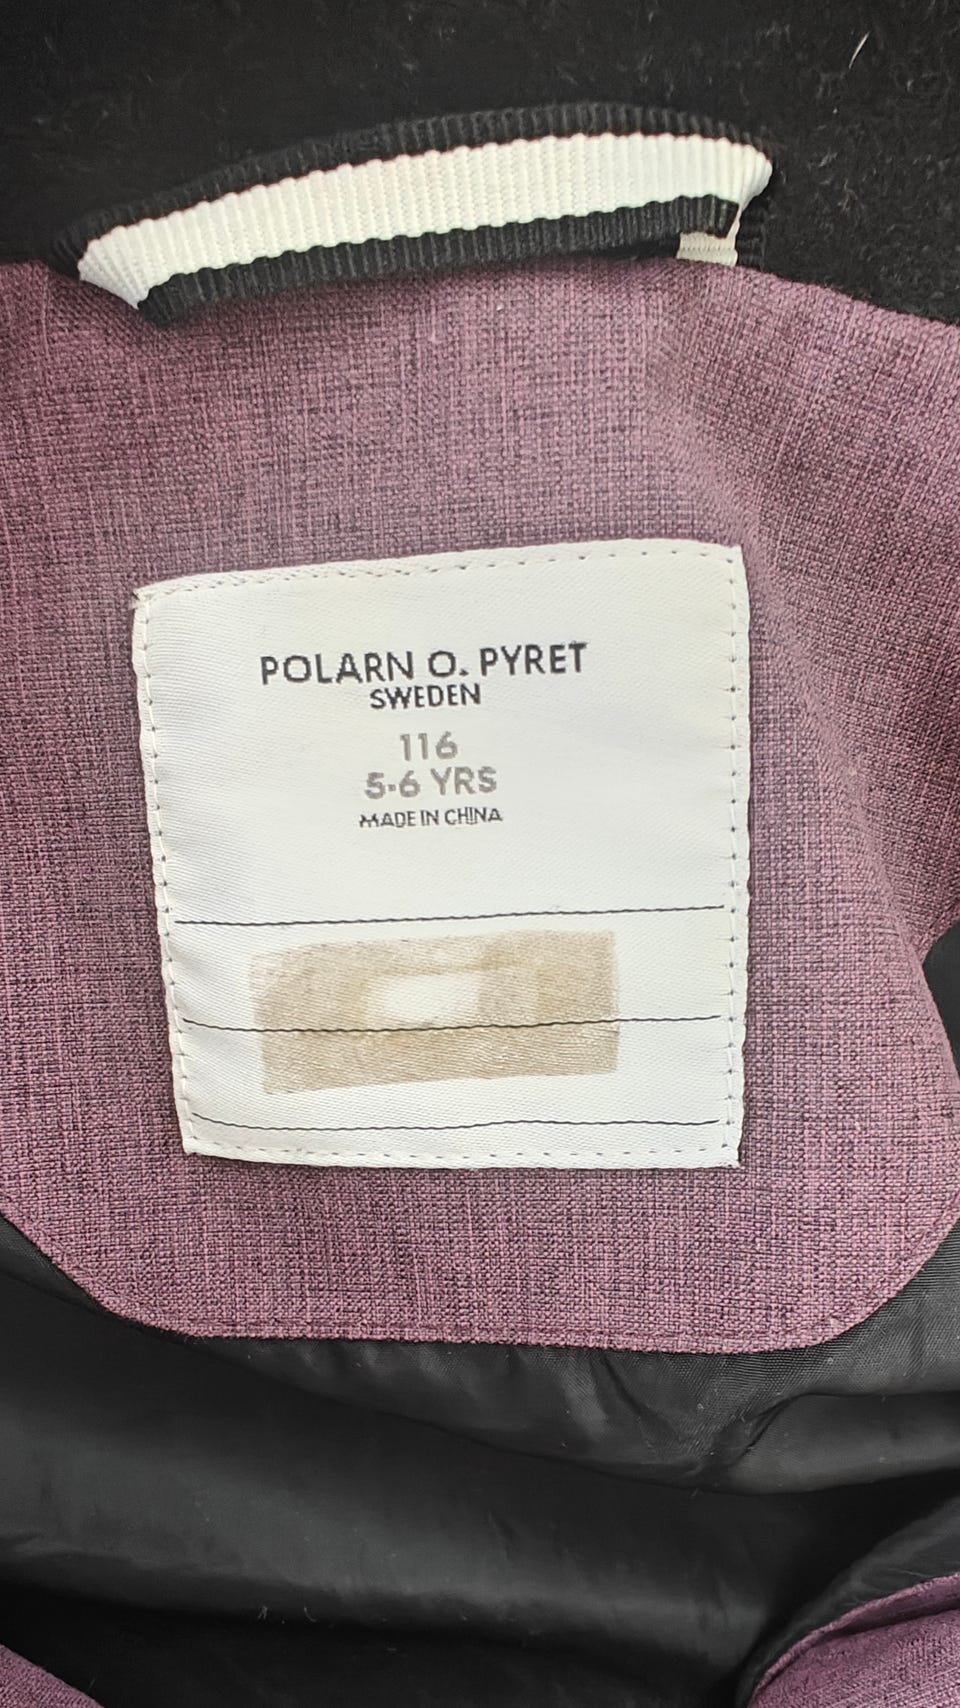 POLARN O. PYRET
SWEDEN
116
5-6 YRS
MADE IN CHINA